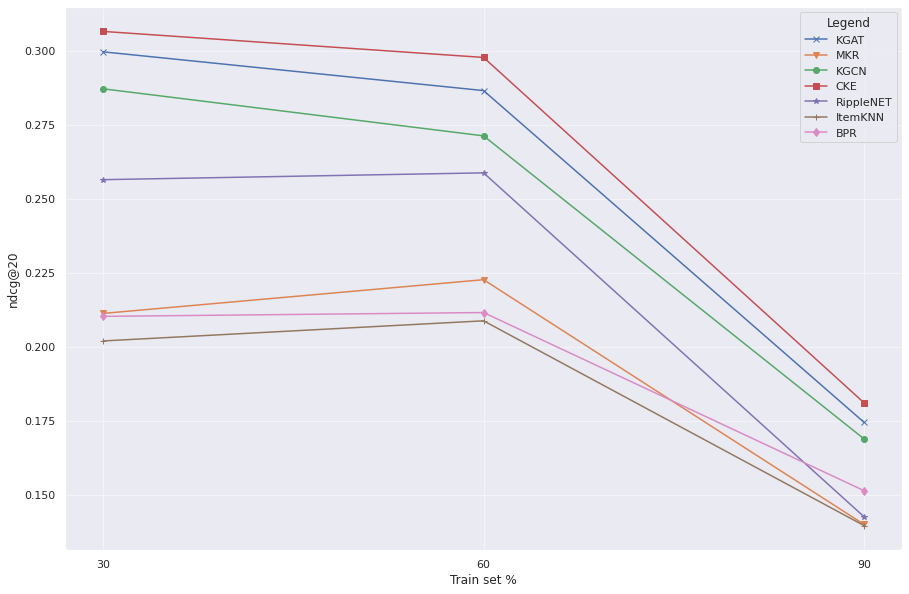 Legend
KGAT
MKR
KGCN
CKE
RippleNET
ItemKNN
BPR
0.300
0.275
0.250
0.225
0.200
0.175
0.150
ndcg@20
30
60
90
Train set %